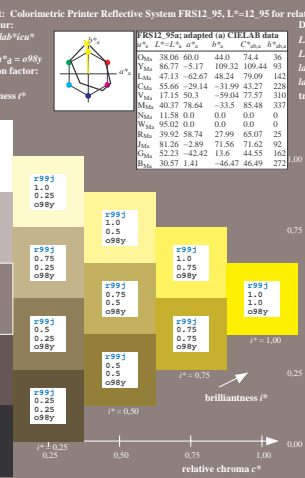 t: Colorimetric Printer Reflective System FRS12_95, L*=12_95 for rela
our:
lab*icu*
D
*d = o98y
on factor:
tness t*
b*a
a*a
FRS12_95a; adapted (a) CIELAB data
a*a L*=L*a a*a b*a C*ab,a h*ab,a
OMa 38.06 60.0 44.0 74.4 36
YMa 86.77 -5.17 109.32 109.44 93
LMa 47.13 -62.67 48.24 79.09 142
CMa 55.66 -29.14 -31.99 43.27 228
VMa 17.15 50.3 -59.04 77.57 310
MMa 40.37 78.64 -33.5 85.48 337
NMa 11.58 0.0 0.0 0.0 0
WMa 95.02 0.0 0.0 0.0 0
RMa 39.92 58.74 27.99 65.07 25
JMa 81.26 -2.89 71.56 71.62 92
GMa 52.23 -42.42 13.6 44.55 162
BMa 30.57 1.41 -46.47 46.49 272
1,00
r99j
1.0
0.25
o98y
r99j
1.0
0.5
o98y
0,75
r99j
0.75
0.25
o98y
r99j
1.0
0.75
o98y
r99j
0.75
0.5
o98y
r99j
1.0
1.0
o98y
r99j
0.5
0.25
o98y
r99j
0.75
0.75
o98y
i* = 1,00
r99j
0.5
0.5
o98y
i* = 0,75
0,25
r99j
0.25
0.25
o98y
brilliantness i*
i* = 0,50
i* = 0,25
0,00
0,25 0,50 0,75 1,00
relative chroma c*